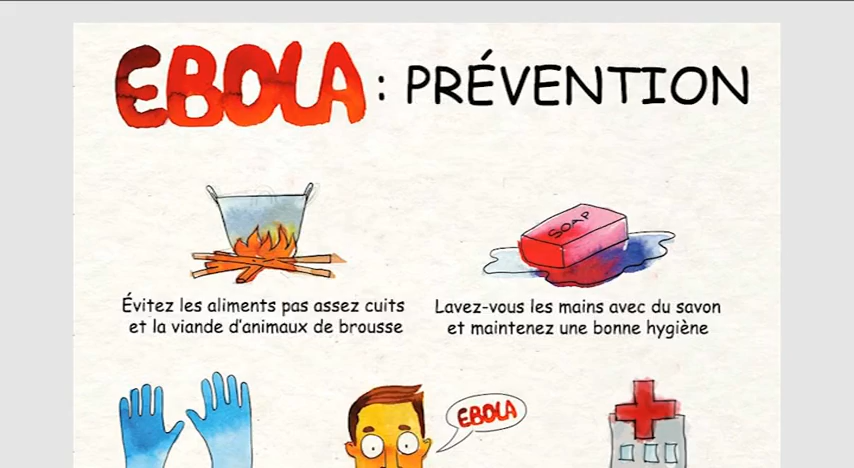 EBOLA : PRÉVENTION
SOAP
Évitez les aliments pas assez cuits
et la viande d'animaux de brousse
Lavez-vous les mains avec du savon
et maintenez une bonne hygiène
EBOLA